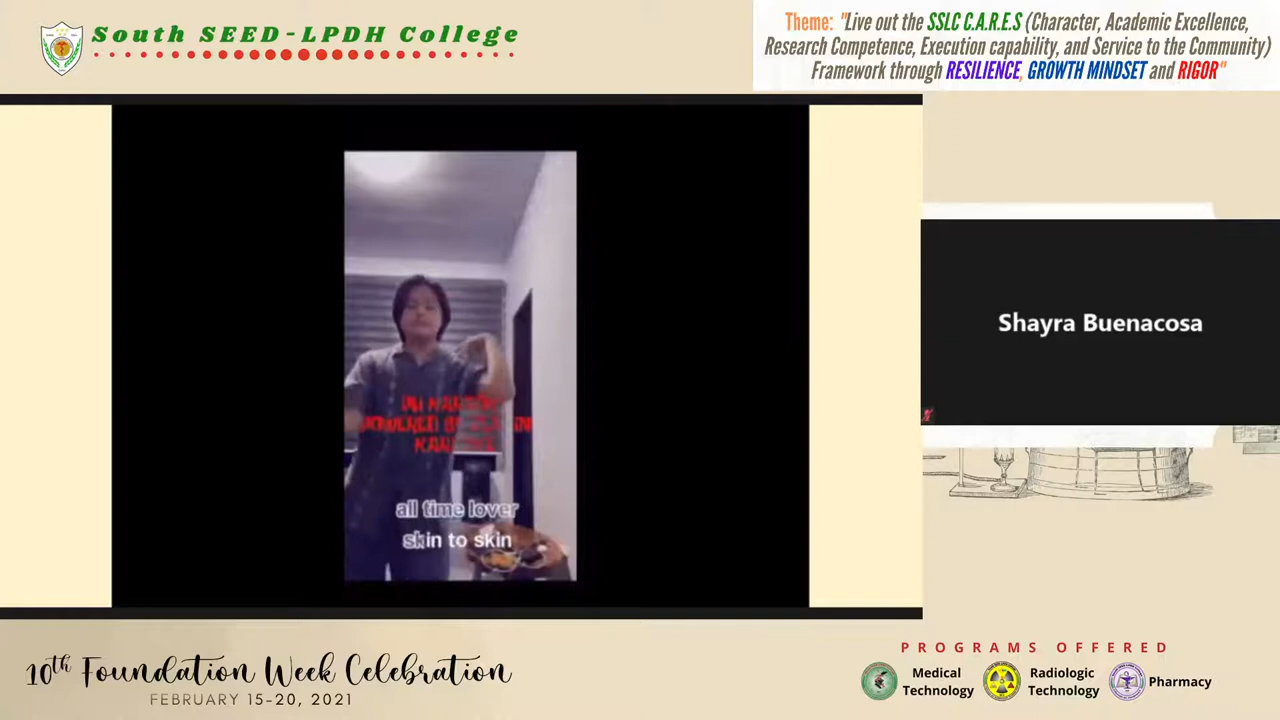 South SEED-LPDH College
Theme: "Live out the SSLC C.A.R.E.S (Character, Academic Excellence,
Research Competence, Execution capability, and Service to the Community)
Framework through RESILIENCE, GROWTH MINDSET and RIGOR"
all time lover
skin to skin
Shayra Buenacosa
10th Foundation Week Celebration
FEBRUARY 15-20, 2021
PROGRAMS OFFERED
Medical
Technology
Radiologic
Technology
Pharmacy